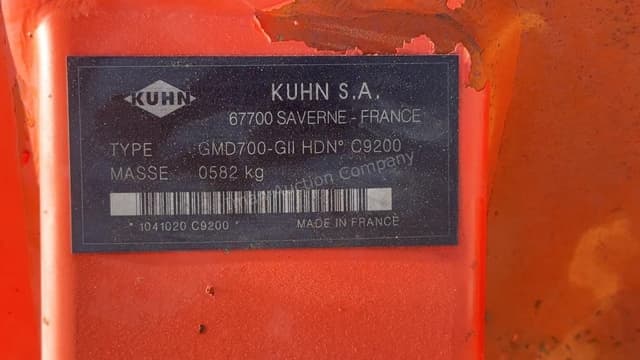 KUHN
KUHN S.A.
67700 SAVERNE - FRANCE
TYPE GMD700-GII HDN° C9200
MASSE 0582 kg
* 1041020 C9200 *
MADE IN FRANCE
Auction Company